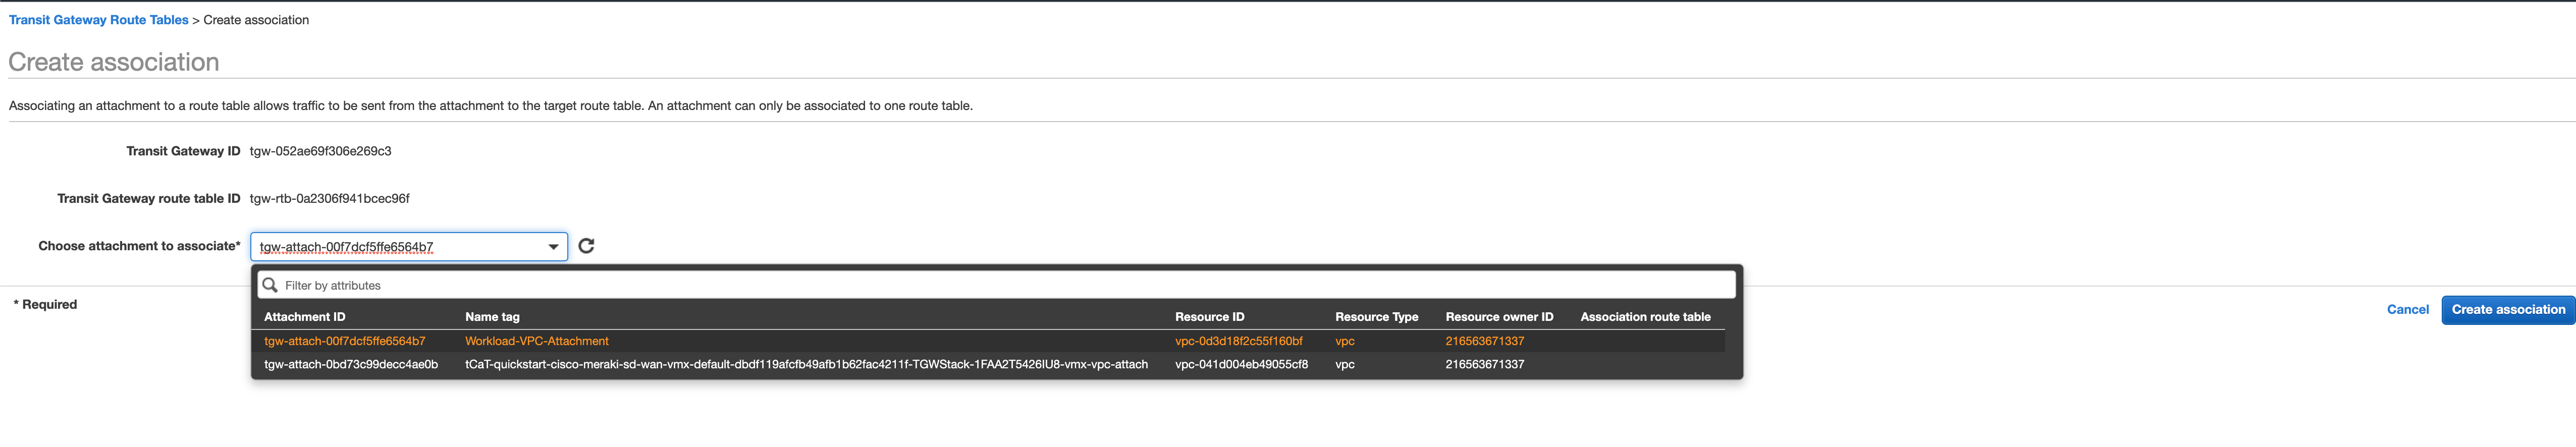 Transit Gateway Route Tables > Create association
Create association
Associating an attachment to a route table allows traffic to be sent from the attachment to the target route table. An attachment can only be associated to one route table.
Transit Gateway ID tgw-052ae69f306e269c3
Transit Gateway route table ID tgw-rtb-0a2306f941bcec96f
Choose attachment to associate* tgw-attach-00f7dcf5ffe6564b7
Filter by attributes
Attachment ID Name tag Resource ID Resource Type Resource owner ID Association route table
tgw-attach-00f7dcf5ffe6564b7 Workload-VPC-Attachment vpc-0d3d18f2c55f160bf vpc 216563671337
tgw-attach-0bd73c99decc4ae0b tCaT-quickstart-cisco-meraki-sd-wan-vmx-default-dbdf119afcfb49afb1b62fac4211f-TGWStack-1FAA2T5426IU8-vmx-vpc-attach vpc-041d004eb49055cf8 vpc 216563671337
* Required
Cancel Create association